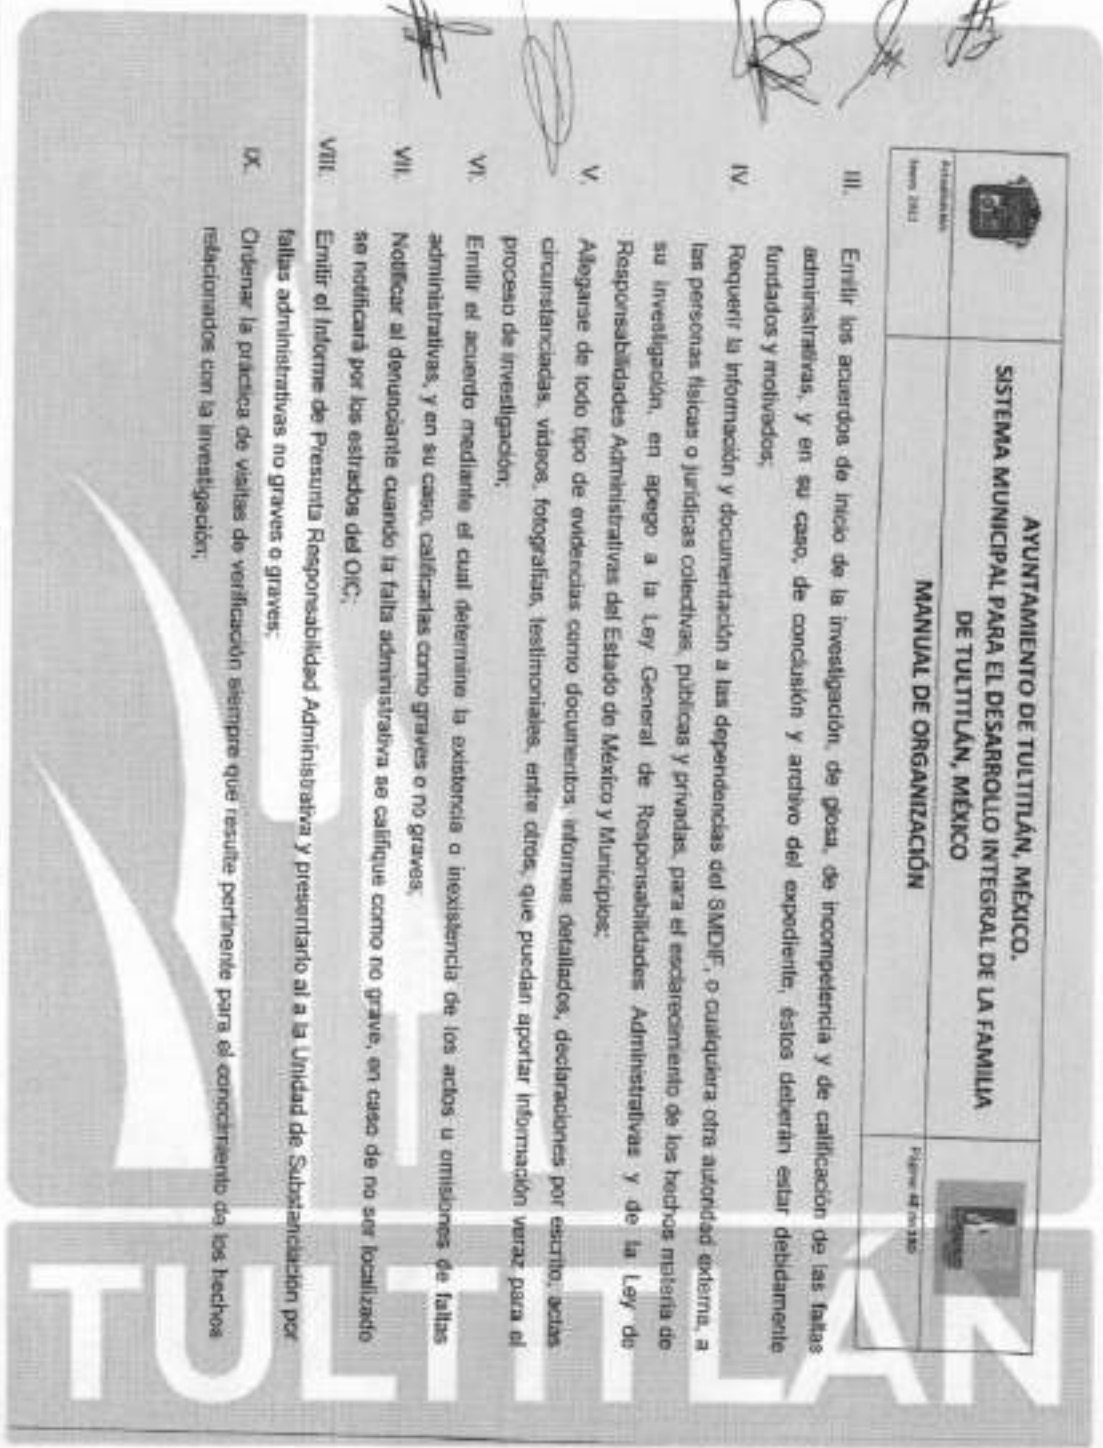 AYUNTAMIENTO DE TULTITLÁN, MÉXICO.
SISTEMA MUNICIPAL PARA EL DESARROLLO INTEGRAL DE LA FAMILIA
DE TULTITLÁN, MÉXICO
Actualización
MANUAL DE ORGANIZACIÓN
Página 48 de
III. Emitir los acuerdos de inicio de la investigación, de glosa, de incompetencia y de calificación de las faltas
administrativas, y en su caso, de conclusión y archivo del expediente, éstos deberán estar debidamente
fundados y motivados;
IV. Requerir la información y documentación a las dependencias del SMDIF, o cualquiera otra autoridad externa, a
las personas físicas o jurídicas colectivas, públicas y privadas, para el esclarecimiento de los hechos materia de
su investigación, en apego a la Ley General de Responsabilidades Administrativas y de la Ley de
Responsabilidades Administrativas del Estado de México y Municipios;
V. Allegarse de todo tipo de evidencias como documentos, informes detallados, declaraciones por escrito, actas
circunstanciadas, videos, fotografías, testimoniales, entre otros, que puedan aportar información veraz para el
proceso de investigación;
VI. Emitir el acuerdo mediante el cual determine la existencia o inexistencia de los actos u omisiones de faltas
administrativas, y en su caso, calificarlas como graves o no graves;
VII. Notificar al denunciante cuando la falta administrativa se califique como no grave, en caso de no ser localizado
se notificará por los estrados del OIC;
VIII. Emitir el Informe de Presunta Responsabilidad Administrativa y presentarlo al a la Unidad de Substanciación por
faltas administrativas no graves o graves;
IX. Ordenar la práctica de visitas de verificación siempre que resulte pertinente para el conocimiento de los hechos
relacionados con la investigación;
TULTITLÁN